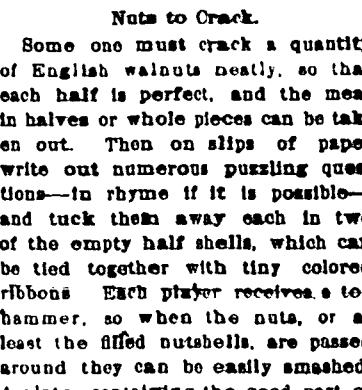 Nuts to Crack.
Some one must crack a quantit
of English walnuts neatly, so tha
each half is perfect, and the mea
in halves or whole pieces can be tak
en out. Then on slips of pape
write out numerous puzzling ques
tions—in rhyme if it is possible—
and tuck them away each in tw
of the empty half shells, which ca
be tied together with tiny colore
ribbons Each player receives a to
hammer, so when the nuts, or a
least the filled nutshells, are passe
around they can be easily smashed